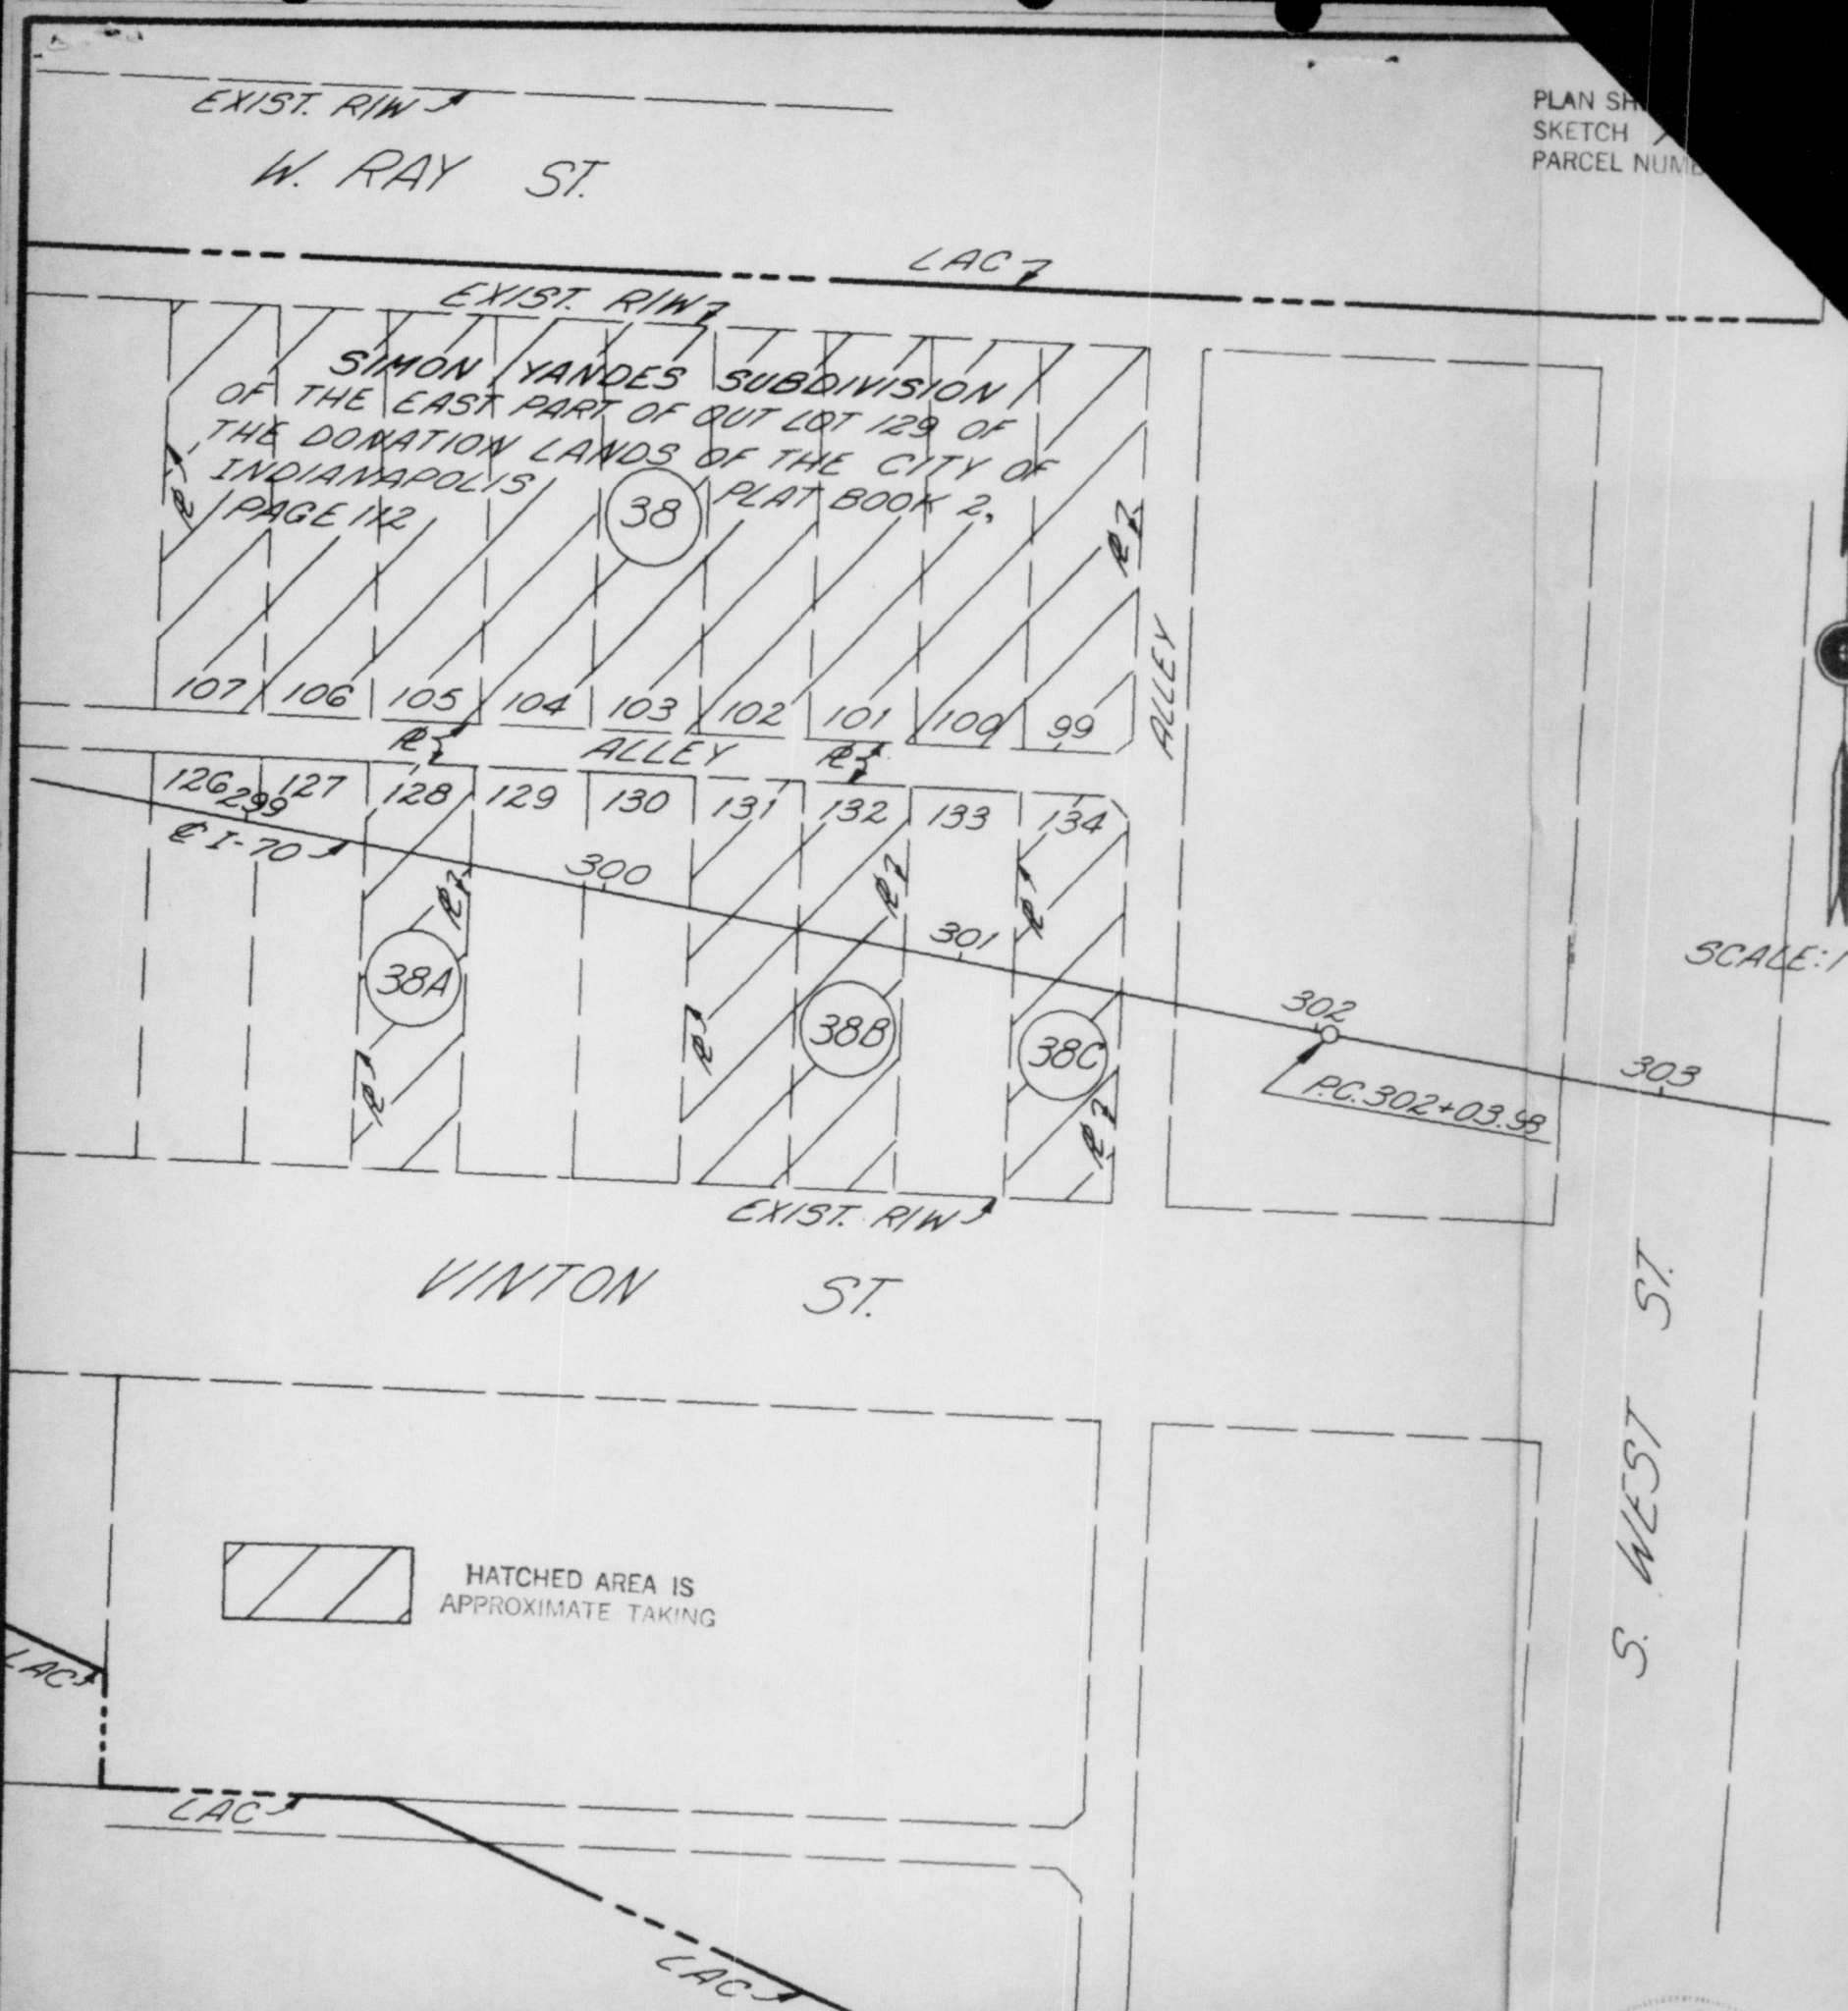 EXIST. R/W
W. RAY ST.
PLAN
SKETCH
PARCEL
LAC
EXIST. R/W
SIMON YANDES SUBDIVISION
OF THE EAST PART OF OUT LOT 129 OF
THE DONATION LANDS OF THE CITY OF
INDIANAPOLIS PLAT BOOK 2,
PAGE 112
38
107 106 105 104 103 102 101 100 99
ALLEY
ALLEY
126 127 128 129 130 131 132 133 134
299
℄ I-70
300
301
302
303
P.C. 302+03.98
SCALE: 1
38A
38B
38C
EXIST. R/W
VINTON ST.
S. WEST ST.
HATCHED AREA IS
APPROXIMATE TAKING
LAC
LAC
LAC